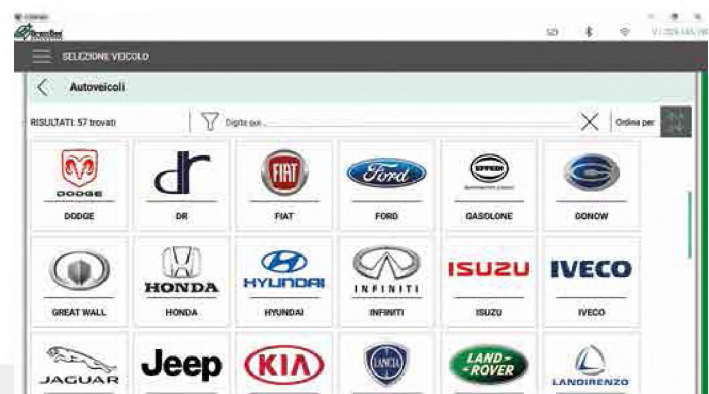 SELEZIONE VEICOLO
Autoveicoli
RISULTATI: 57 trovati
Digita qui...
Ordina per:
DODGE
DODGE
dr
DR
FIAT
FIAT
Ford
FORD
EFFEDI
GASOLONE
GONOW
GREAT WALL
HONDA
HONDA
HYUNDAI
HYUNDAI
INFINITI
INFINITI
ISUZU
ISUZU
IVECO
IVECO
JAGUAR
Jeep
KIA
LANCIA
LAND-
ROVER
LANDIRENZO